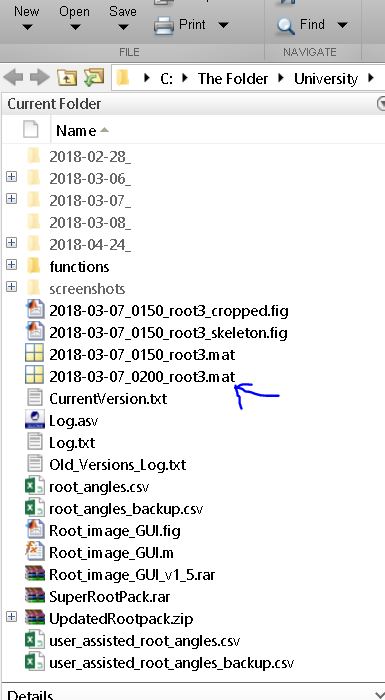 New Open Save
Print Find
FILE NAVIGATE
C: The Folder University
Current Folder
Name
2018-02-28_
2018-03-06_
2018-03-07_
2018-03-08_
2018-04-24_
functions
screenshots
2018-03-07_0150_root3_cropped.fig
2018-03-07_0150_root3_skeleton.fig
2018-03-07_0150_root3.mat
2018-03-07_0200_root3.mat
CurrentVersion.txt
Log.asv
Log.txt
Old_Versions_Log.txt
root_angles.csv
root_angles_backup.csv
Root_image_GUI.fig
Root_image_GUI.m
Root_image_GUI_v1_5.rar
SuperRootPack.rar
UpdatedRootpack.zip
user_assisted_root_angles.csv
user_assisted_root_angles_backup.csv
Details